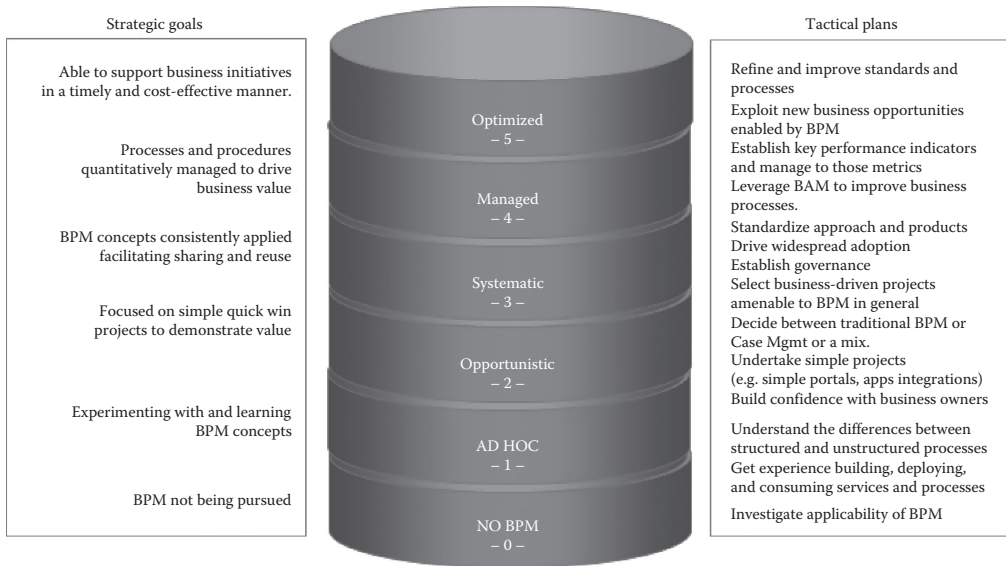 Strategic goals
Able to support business initiatives
in a timely and cost-effective manner.
Processes and procedures
quantitatively managed to drive
business value
BPM concepts consistently applied
facilitating sharing and reuse
Focused on simple quick win
projects to demonstrate value
Experimenting with and learning
BPM concepts
BPM not being pursued
Optimized
– 5 –
Managed
– 4 –
Systematic
– 3 –
Opportunistic
– 2 –
AD HOC
– 1 –
NO BPM
– 0 –
Tactical plans
Refine and improve standards and
processes
Exploit new business opportunities
enabled by BPM
Establish key performance indicators
and manage to those metrics
Leverage BAM to improve business
processes.
Standardize approach and products
Drive widespread adoption
Establish governance
Select business-driven projects
amenable to BPM in general
Decide between traditional BPM or
Case Mgmt or a mix.
Undertake simple projects
(e.g. simple portals, apps integrations)
Build confidence with business owners
Understand the differences between
structured and unstructured processes
Get experience building, deploying,
and consuming services and processes
Investigate applicability of BPM